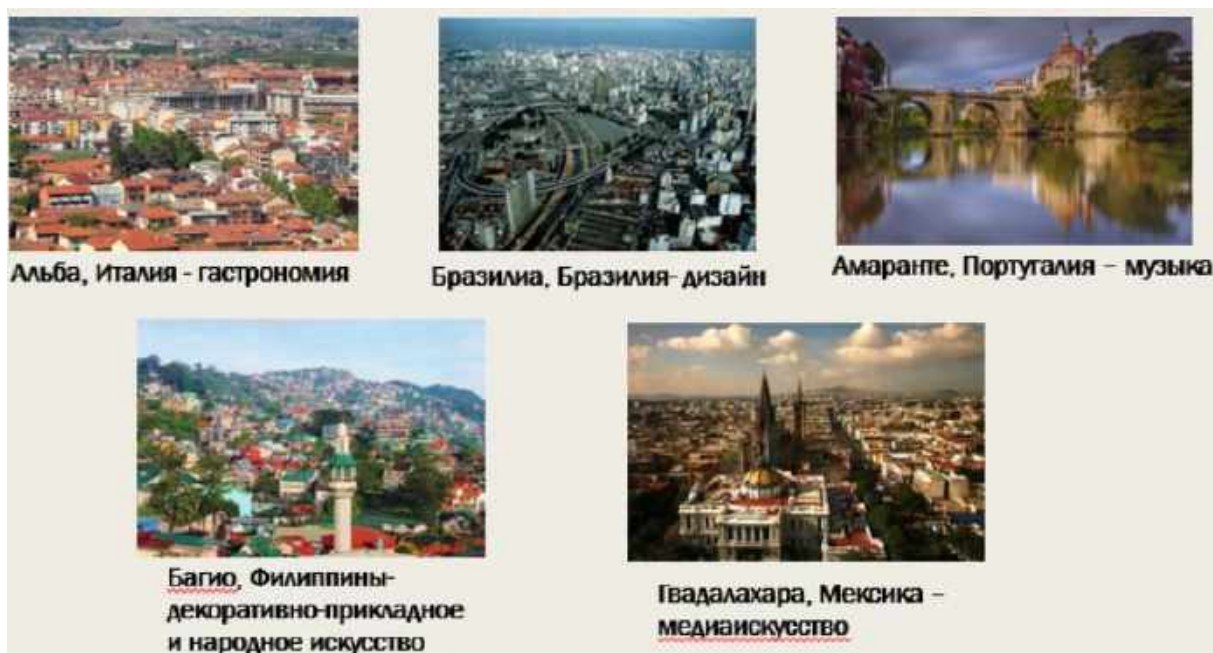 Альба, Италия - гастрономия
Бразилиа, Бразилия- дизайн
Амаранте, Португалия – музыка
Багио, Филиппины-
декоративно-прикладное
и народное искусство
Гвадалахара, Мексика –
медиаискусство